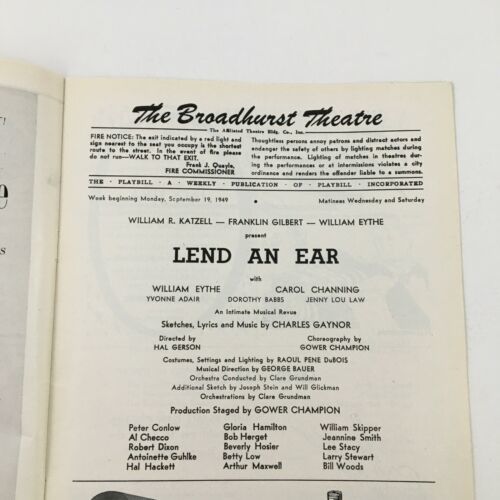 The Broadhurst Theatre
The Affiliated Theatre Bldg. Co., Inc.
FIRE NOTICE: The exit indicated by a red light and
sign nearest to the seat you occupy is the shortest
route to the street. In the event of fire please
do not run—WALK TO THAT EXIT.
Frank J. Quayle,
FIRE COMMISSIONER
Thoughtless persons annoy patrons and distract actors and
endanger the safety of others by lighting matches during
the performance. Lighting of matches in theatres dur-
ing the performances or at intermissions violates a city
ordinance and renders the offender liable to a summons.
THE · PLAYBILL · A · WEEKLY · PUBLICATION · OF · PLAYBILL · INCORPORATED
Week beginning Monday, September 19, 1949 • Matinees Wednesday and Saturday
WILLIAM R. KATZELL — FRANKLIN GILBERT — WILLIAM EYTHE
present
LEND AN EAR
with
WILLIAM EYTHE CAROL CHANNING
YVONNE ADAIR DOROTHY BABBS JENNY LOU LAW
An Intimate Musical Revue
Sketches, Lyrics and Music by CHARLES GAYNOR
Directed by
HAL GERSON
Choreography by
GOWER CHAMPION
Costumes, Settings and Lighting by RAOUL PENE DuBOIS
Musical Direction by GEORGE BAUER
Orchestra Conducted by Clare Grundman
Additional Sketch by Joseph Stein and Will Glickman
Orchestrations by Clare Grundman
Production Staged by GOWER CHAMPION
Peter Conlow Gloria Hamilton William Skipper
Al Checco Bob Herget Jeannine Smith
Robert Dixon Beverly Hosier Lee Stacy
Antoinette Guhlke Betty Low Larry Stewart
Hal Hackett Arthur Maxwell Bill Woods